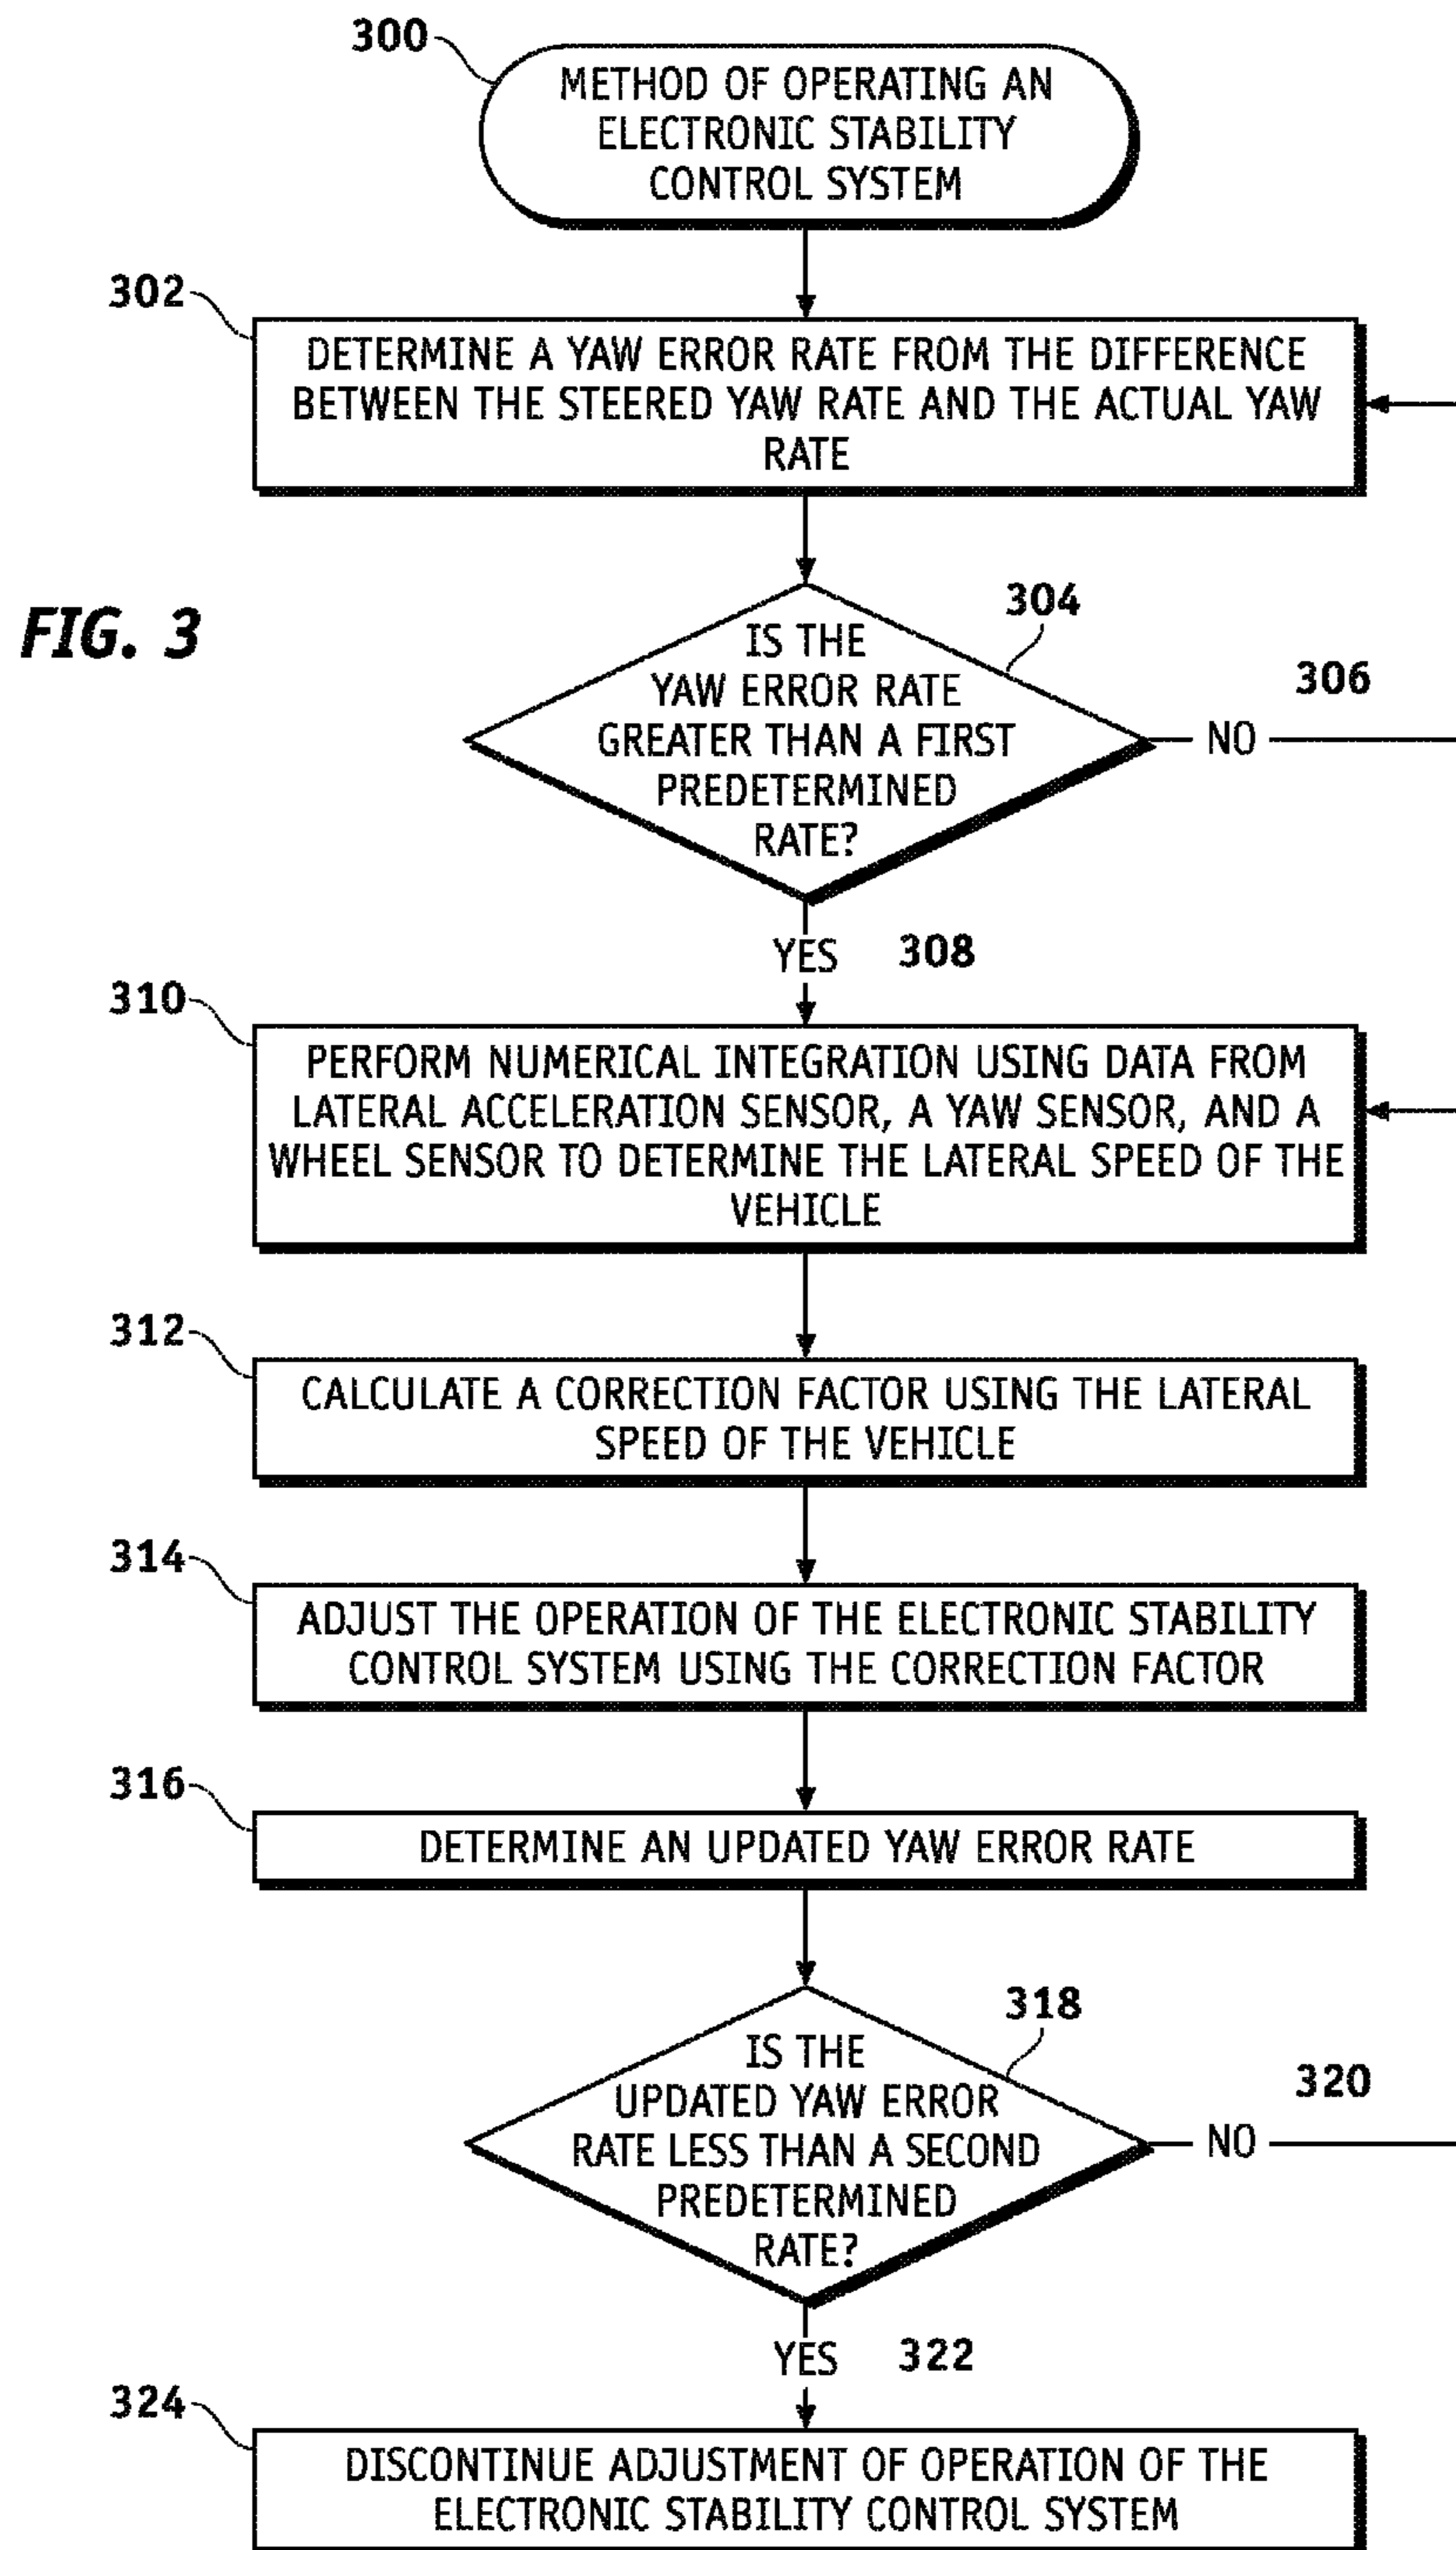 300
METHOD OF OPERATING AN
ELECTRONIC STABILITY
CONTROL SYSTEM
302
DETERMINE A YAW ERROR RATE FROM THE DIFFERENCE
BETWEEN THE STEERED YAW RATE AND THE ACTUAL YAW
RATE
FIG. 3
304
IS THE
YAW ERROR RATE
GREATER THAN A FIRST
PREDETERMINED
RATE?
306
NO
YES
308
310
PERFORM NUMERICAL INTEGRATION USING DATA FROM
LATERAL ACCELERATION SENSOR, A YAW SENSOR, AND A
WHEEL SENSOR TO DETERMINE THE LATERAL SPEED OF THE
VEHICLE
312
CALCULATE A CORRECTION FACTOR USING THE LATERAL
SPEED OF THE VEHICLE
314
ADJUST THE OPERATION OF THE ELECTRONIC STABILITY
CONTROL SYSTEM USING THE CORRECTION FACTOR
316
DETERMINE AN UPDATED YAW ERROR RATE
318
IS THE
UPDATED YAW ERROR
RATE LESS THAN A SECOND
PREDETERMINED
RATE?
320
NO
YES
322
324
DISCONTINUE ADJUSTMENT OF OPERATION OF THE
ELECTRONIC STABILITY CONTROL SYSTEM